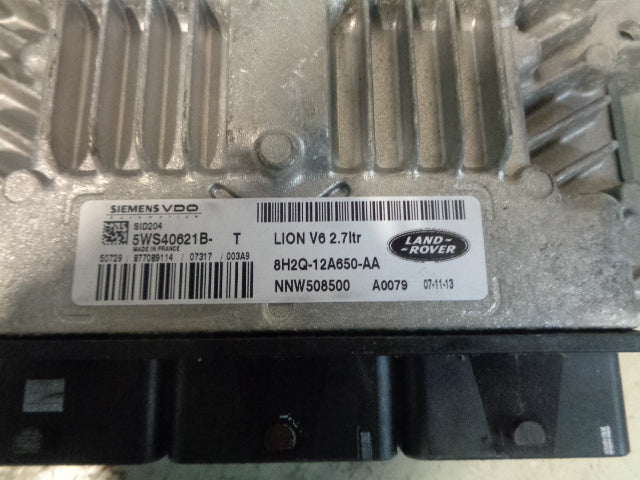 SIEMENS VDO
AUTOMOTIVE
SID204
5WS40621B- T
MADE IN FRANCE
50729 / 877089114 / 07317 / 003A9
LION V6 2.7ltr
8H2Q-12A650-AA
NNW508500 A0079 07-11-13
LAND-
-ROVER